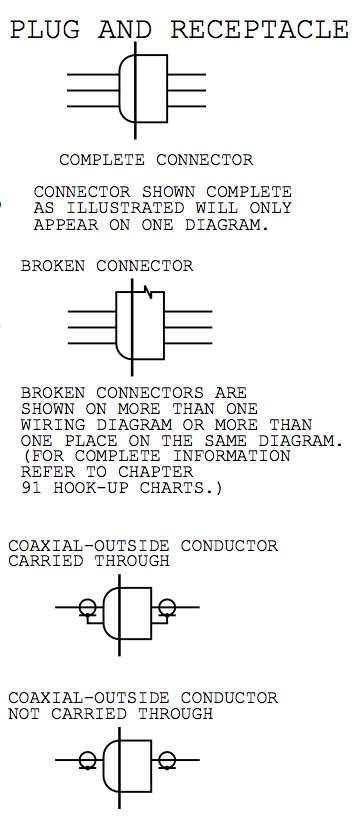 PLUG AND RECEPTACLE
COMPLETE CONNECTOR
CONNECTOR SHOWN COMPLETE
AS ILLUSTRATED WILL ONLY
APPEAR ON ONE DIAGRAM.
BROKEN CONNECTOR
BROKEN CONNECTORS ARE
SHOWN ON MORE THAN ONE
WIRING DIAGRAM OR MORE THAN
ONE PLACE ON THE SAME DIAGRAM.
(FOR COMPLETE INFORMATION
REFER TO CHAPTER
91 HOOK-UP CHARTS.)
COAXIAL-OUTSIDE CONDUCTOR
CARRIED THROUGH
COAXIAL-OUTSIDE CONDUCTOR
NOT CARRIED THROUGH